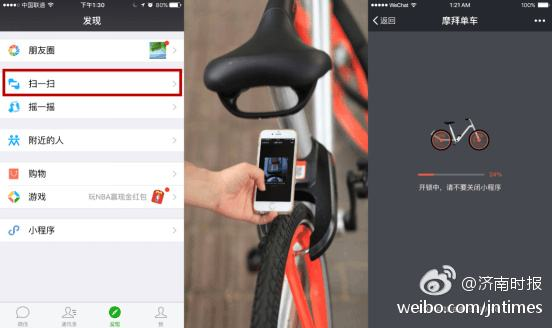 中国联通
下午1:30
发现
朋友圈
扫一扫
摇一摇
附近的人
购物
游戏
玩NBA赢现金红包
小程序
微信
通讯录
发现
我
WeChat
1:21 AM
100%
返回
摩拜单车
24%
开锁中，请不要关闭小程序
@济南时报
weibo.com/jntimes